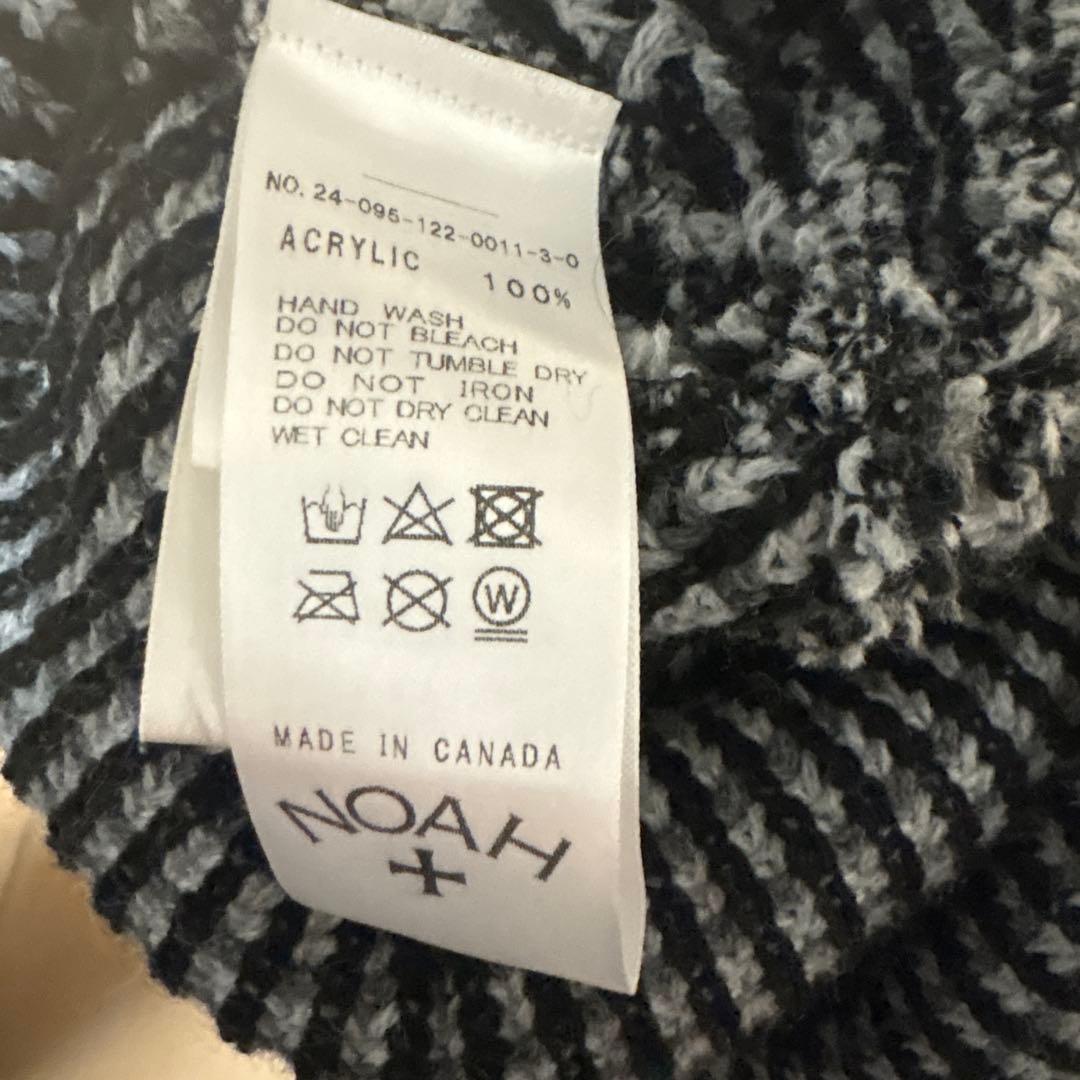 NO. 24-095-122-0011-3-0
ACRYLIC 100%
HAND WASH
DO NOT BLEACH
DO NOT TUMBLE DRY
DO NOT IRON
DO NOT DRY CLEAN
WET CLEAN
W
MADE IN CANADA
NOAH